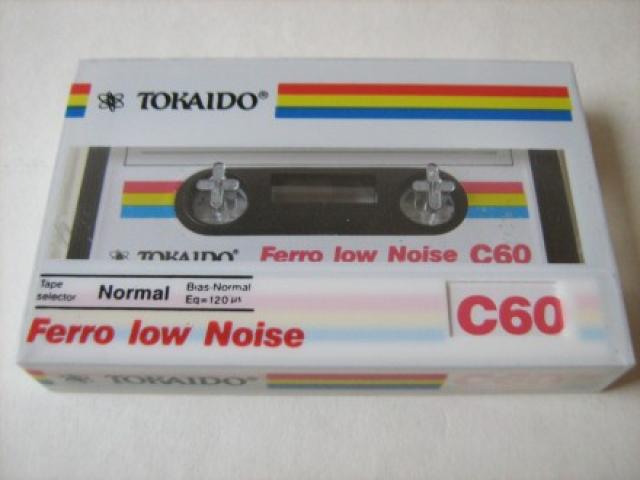 TOKAIDO®
TOKAIDO Ferro low Noise C60
Tape selector Normal Bias-Normal Eq=120 µs
Ferro low Noise C60
TOKAIDO C60